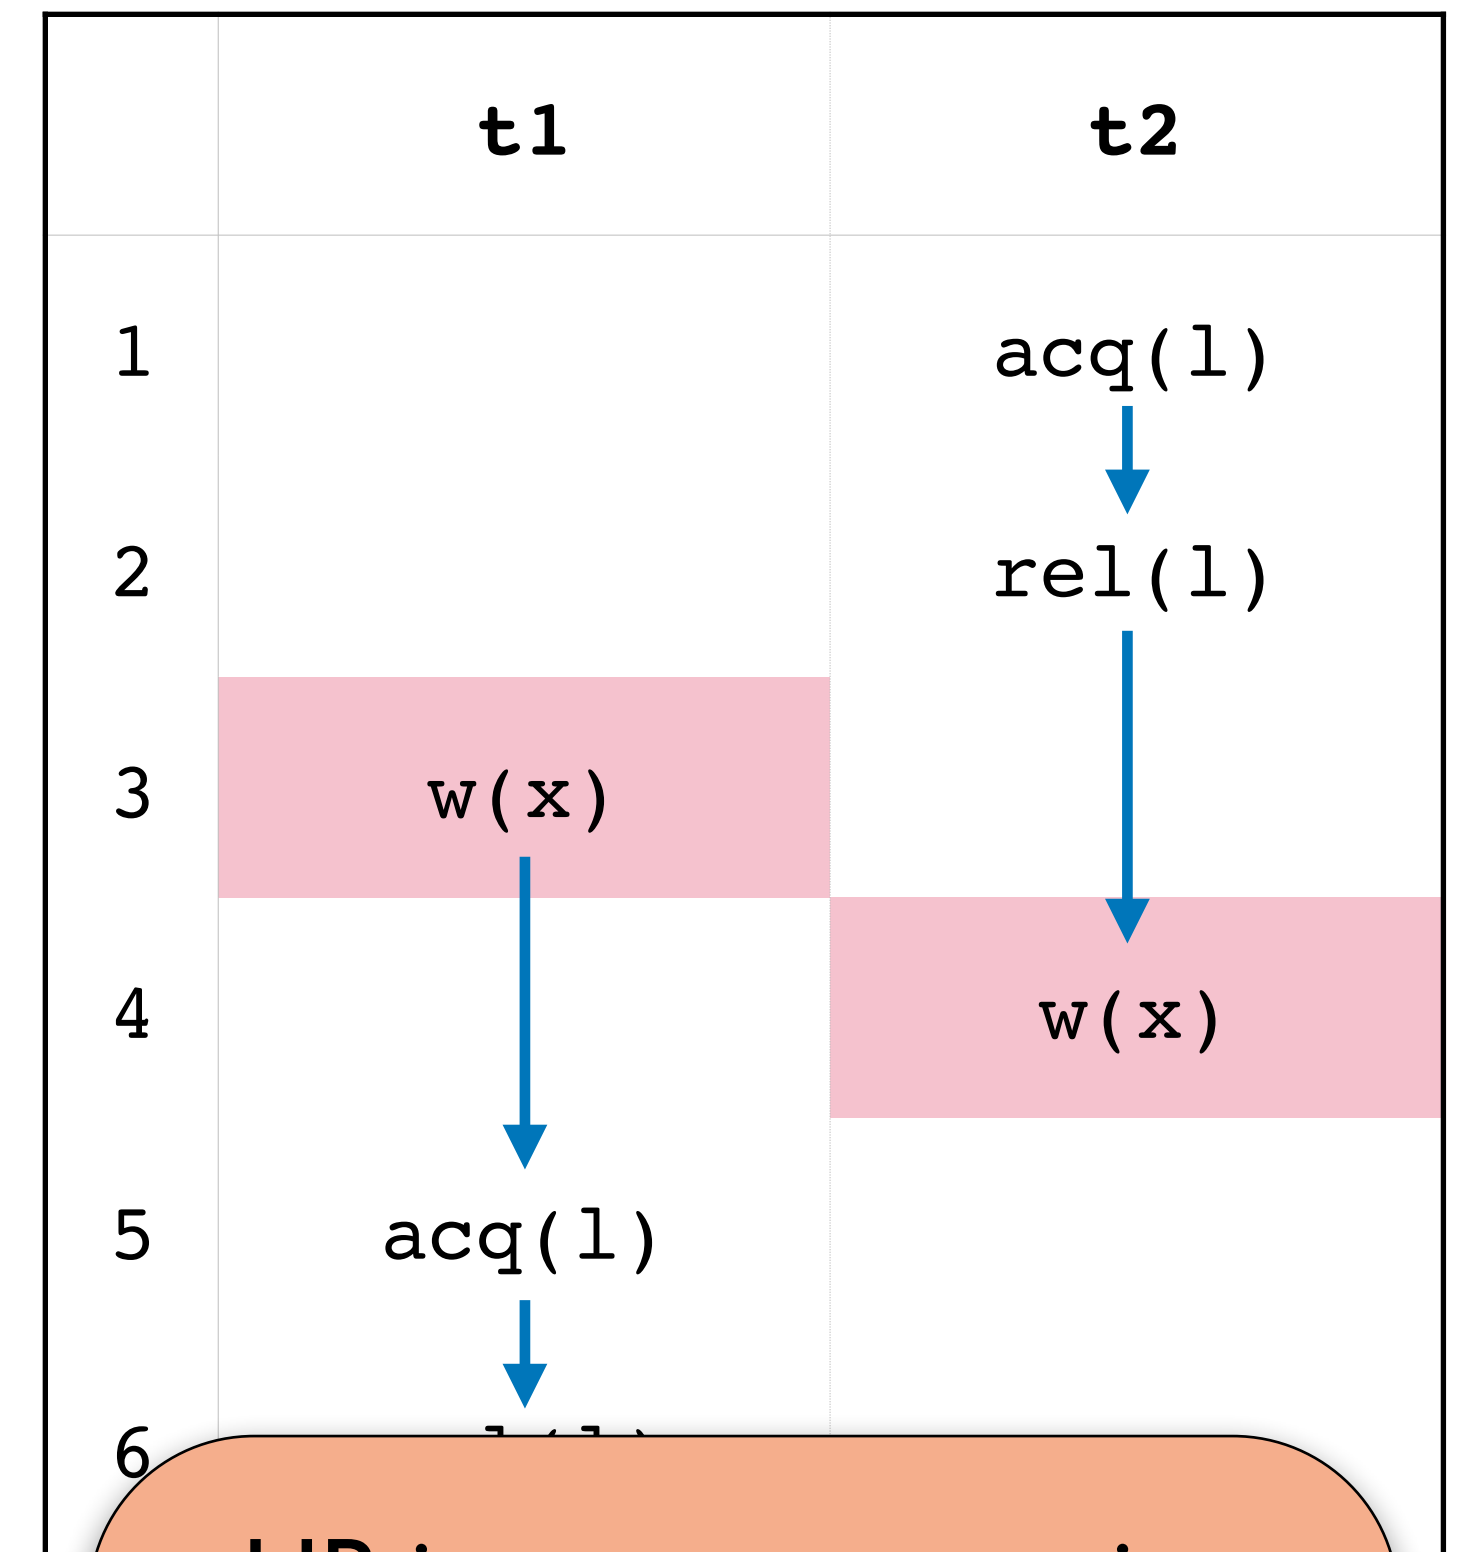 t1 t2
1 acq(l)
2 rel(l)
3 w(x)
4 w(x)
5 acq(l)
6